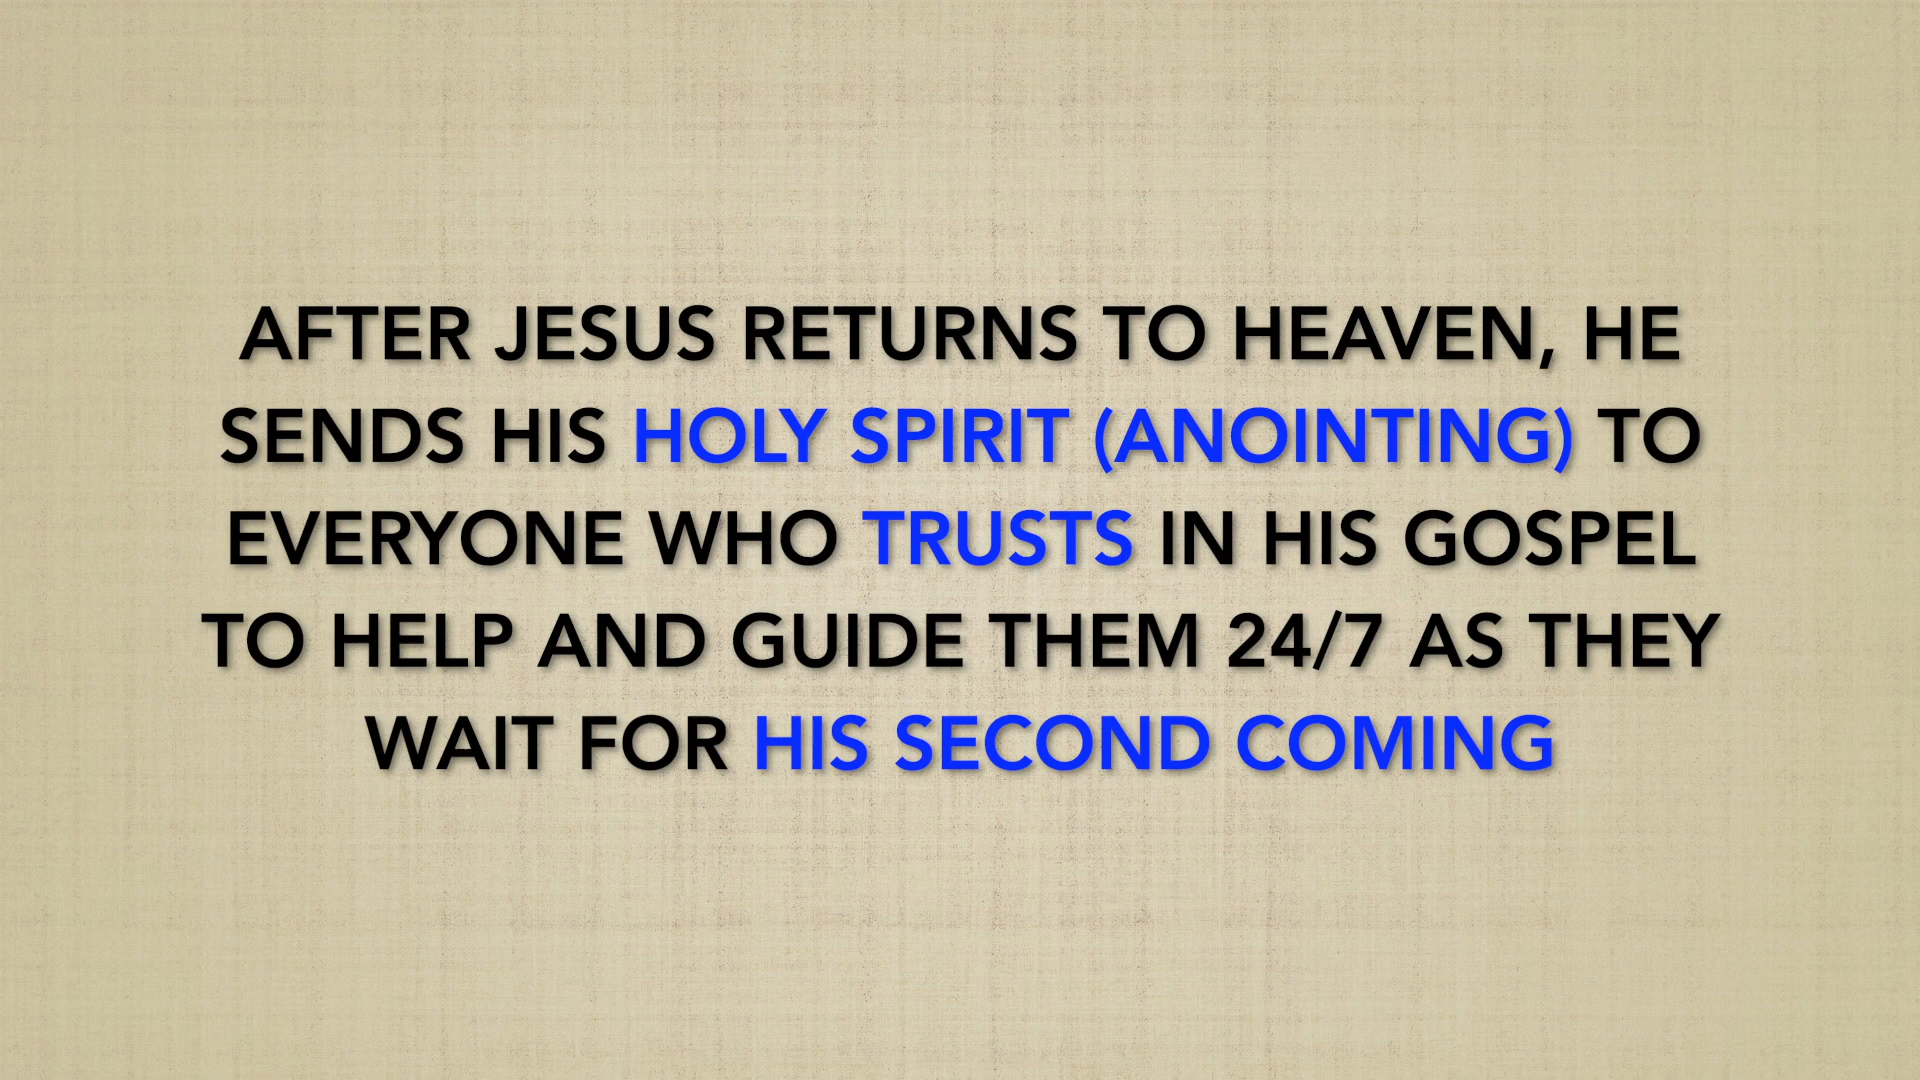 AFTER JESUS RETURNS TO HEAVEN, HE
SENDS HIS HOLY SPIRIT (ANOINTING) TO
EVERYONE WHO TRUSTS IN HIS GOSPEL
TO HELP AND GUIDE THEM 24/7 AS THEY
WAIT FOR HIS SECOND COMING